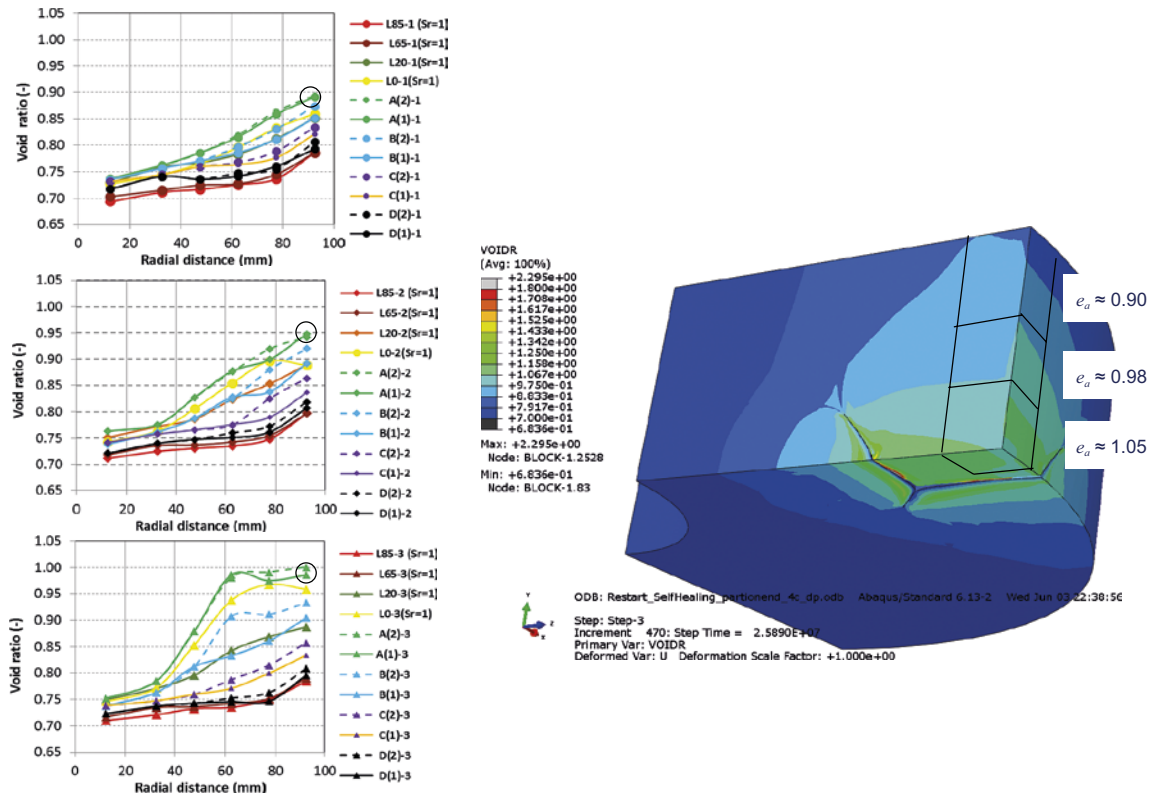 1.05
1.00
0.95
0.90
0.85
0.80
0.75
0.70
0.65
Void ratio (-)
0 20 40 60 80 100
Radial distance (mm)
L85-1 (Sr=1)
L65-1(Sr=1)
L20-1(Sr=1)
L0-1(Sr=1)
A(2)-1
A(1)-1
B(2)-1
B(1)-1
C(2)-1
C(1)-1
D(2)-1
D(1)-1
1.05
1.00
0.95
0.90
0.85
0.80
0.75
0.70
0.65
Void ratio (-)
0 20 40 60 80 100
Radial distance (mm)
L85-2 (Sr=1)
L65-2(Sr=1)
L20-2(Sr=1)
L0-2(Sr=1)
A(2)-2
A(1)-2
B(2)-2
B(1)-2
C(2)-2
C(1)-2
D(2)-2
D(1)-2
1.05
1.00
0.95
0.90
0.85
0.80
0.75
0.70
0.65
Void ratio (-)
0 20 40 60 80 100
Radial distance (mm)
L85-3 (Sr=1)
L65-3(Sr=1)
L20-3(Sr=1)
L0-3(Sr=1)
A(2)-3
A(1)-3
B(2)-3
B(1)-3
C(2)-3
C(1)-3
D(2)-3
D(1)-3
VOIDR
(Avg: 100%)
+2.295e+00
+1.800e+00
+1.708e+00
+1.617e+00
+1.525e+00
+1.433e+00
+1.342e+00
+1.250e+00
+1.158e+00
+1.067e+00
+9.750e-01
+8.833e-01
+7.917e-01
+7.000e-01
+6.836e-01
Max: +2.295e+00
Node: BLOCK-1.2528
Min: +6.836e-01
Node: BLOCK-1.83
eₐ ≈ 0.90
eₐ ≈ 0.98
eₐ ≈ 1.05
Y
Z
X
ODB: Restart_SelfHealing_partionend_4c_dp.odb Abaqus/Standard 6.13-2 Wed Jun 03 22:38:56
Step: Step-3
Increment 470: Step Time = 2.5890E+07
Primary Var: VOIDR
Deformed Var: U Deformation Scale Factor: +1.000e+00